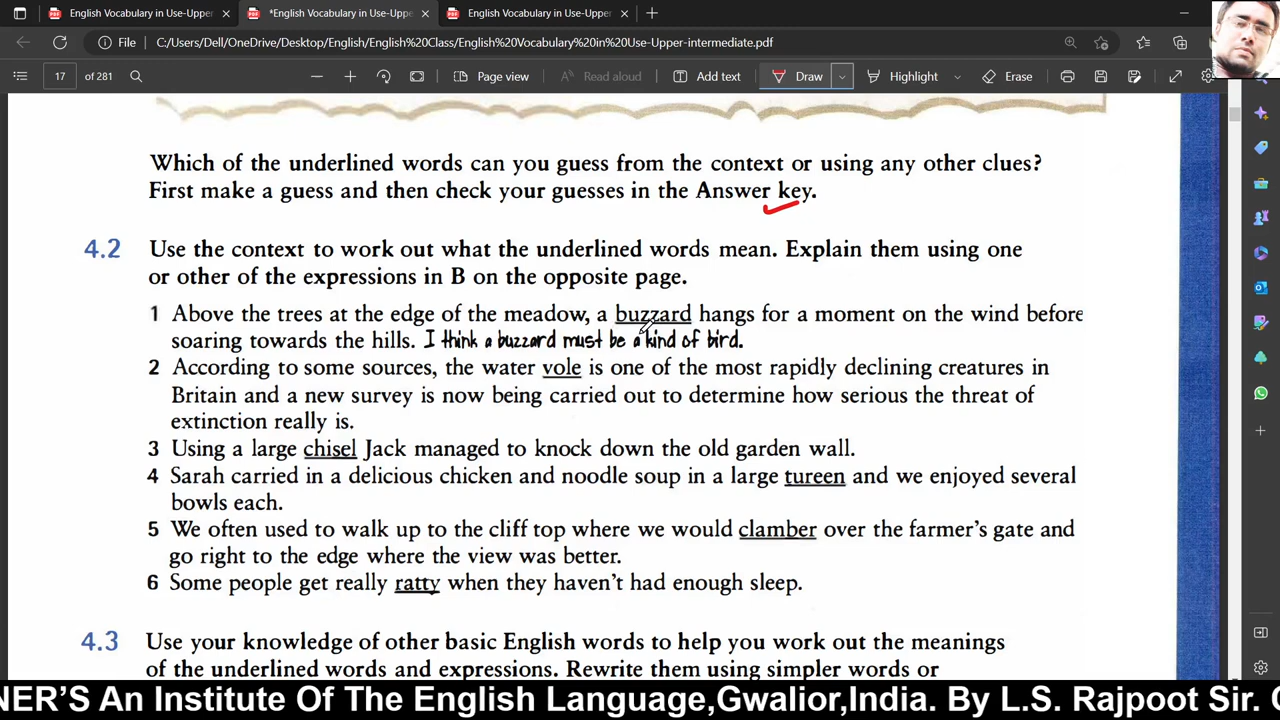 English Vocabulary in Use-Uppe
*English Vocabulary in Use-Uppe
English Vocabulary in Use-Uppe
File
C:/Users/Dell/OneDrive/Desktop/English/English%20Class/English%20Vocabulary%20in%20Use-Upper-intermediate.pdf
17 of 281
Page view
Read aloud
Add text
Draw
Highlight
Erase
Which of the underlined words can you guess from the context or using any other clues?
First make a guess and then check your guesses in the Answer key.
4.2 Use the context to work out what the underlined words mean. Explain them using one
or other of the expressions in B on the opposite page.
1 Above the trees at the edge of the meadow, a buzzard hangs for a moment on the wind before
soaring towards the hills. I think a buzzard must be a kind of bird.
2 According to some sources, the water vole is one of the most rapidly declining creatures in
Britain and a new survey is now being carried out to determine how serious the threat of
extinction really is.
3 Using a large chisel Jack managed to knock down the old garden wall.
4 Sarah carried in a delicious chicken and noodle soup in a large tureen and we enjoyed several
bowls each.
5 We often used to walk up to the cliff top where we would clamber over the farmer's gate and
go right to the edge where the view was better.
6 Some people get really ratty when they haven't had enough sleep.
4.3 Use your knowledge of other basic English words to help you work out the meanings
of the underlined words and expressions. Rewrite them using simpler words or
NER'S An Institute Of The English Language,Gwalior,India. By L.S. Rajpoot Sir.